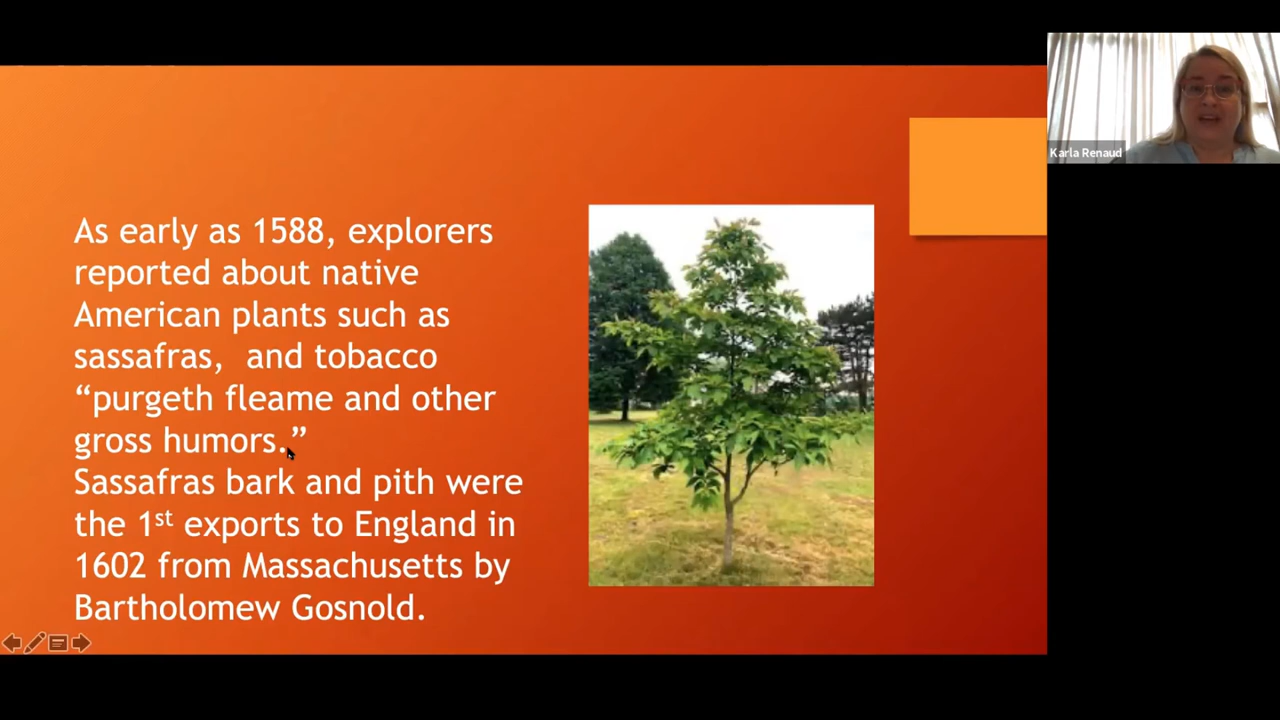 As early as 1588, explorers
reported about native
American plants such as
sassafras,  and tobacco
“purgeth fleame and other
gross humors.”
Sassafras bark and pith were
the 1st exports to England in
1602 from Massachusetts by
Bartholomew Gosnold.
Karla Renaud